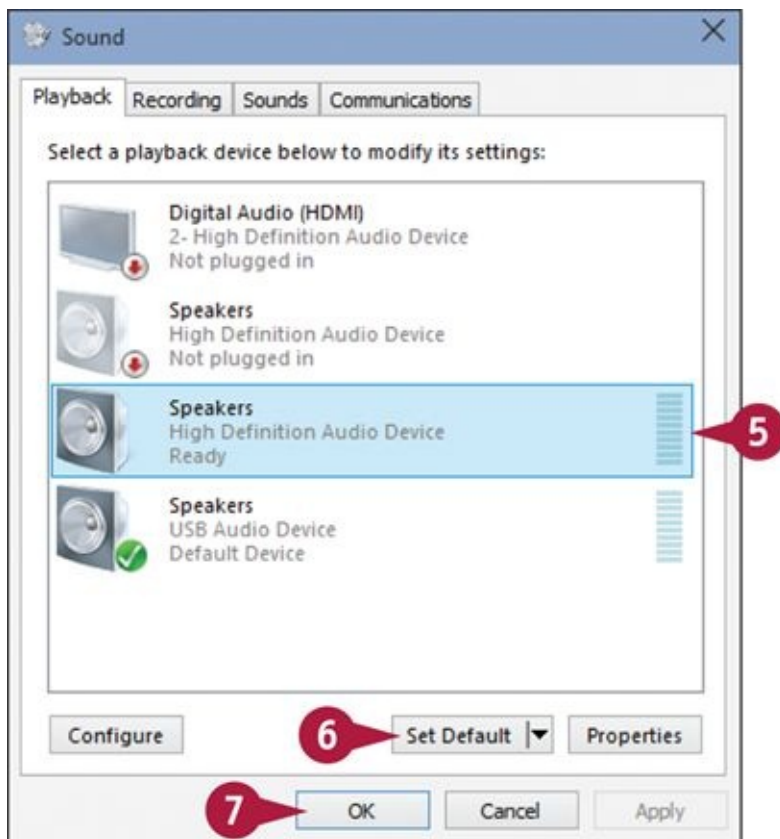 Sound
Playback Recording Sounds Communications
Select a playback device below to modify its settings:
Digital Audio (HDMI)
2- High Definition Audio Device
Not plugged in
Speakers
High Definition Audio Device
Not plugged in
Speakers
High Definition Audio Device
Ready
5
Speakers
USB Audio Device
Default Device
Configure 6 Set Default Properties
7 OK Cancel Apply